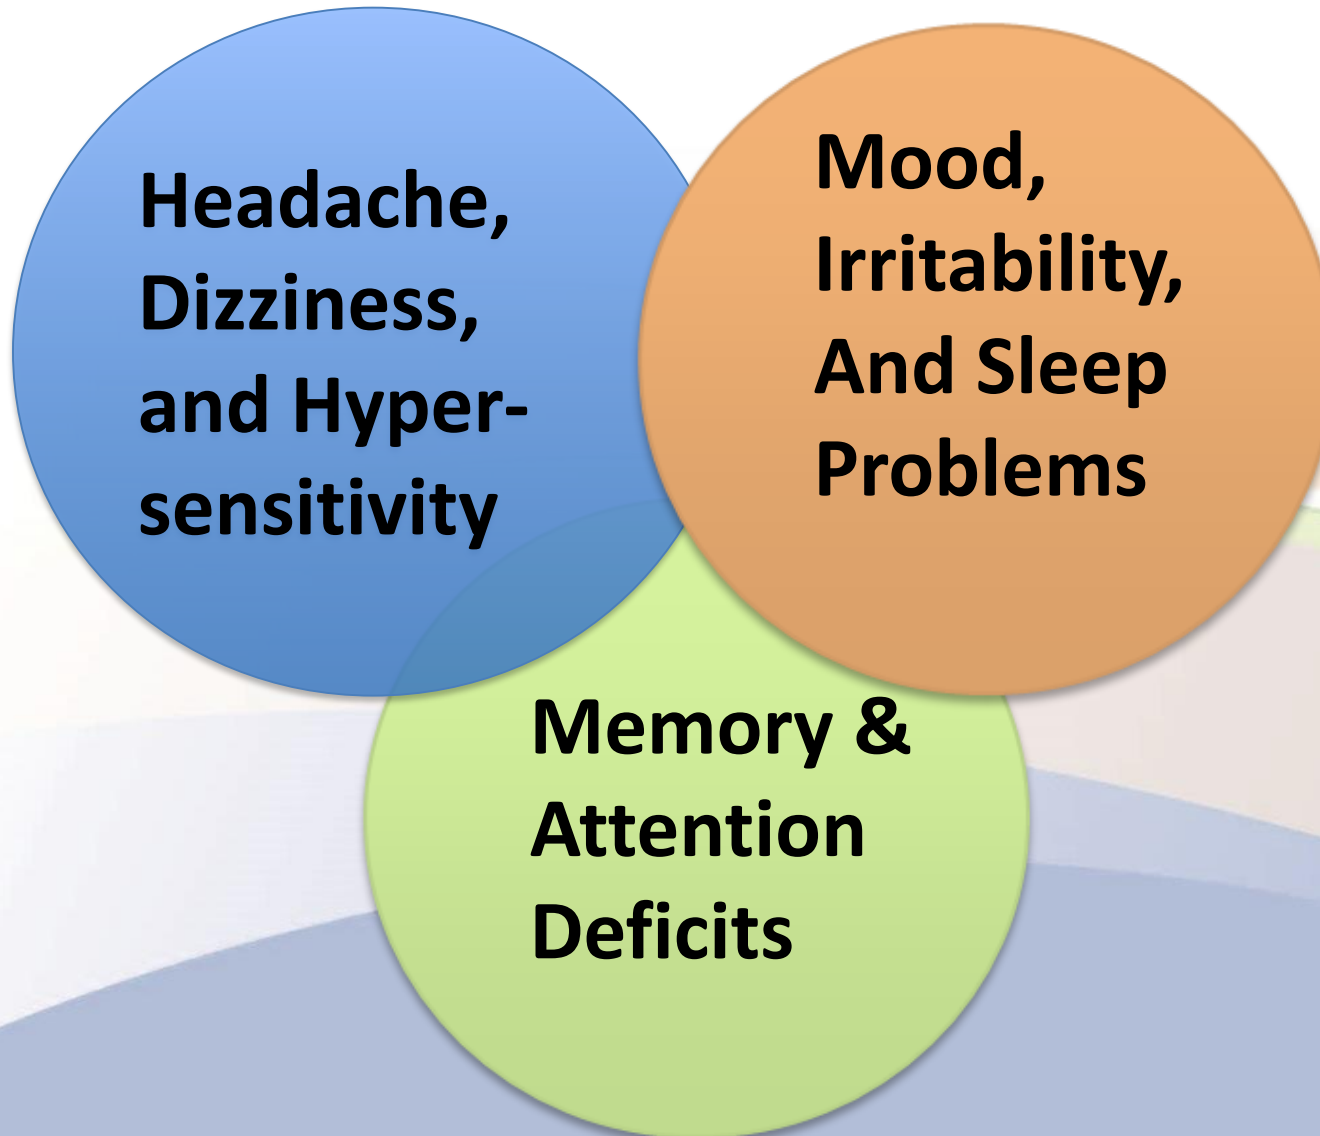 Headache,
Dizziness,
and Hyper-
sensitivity
Mood,
Irritability,
And Sleep
Problems
Memory &
Attention
Deficits